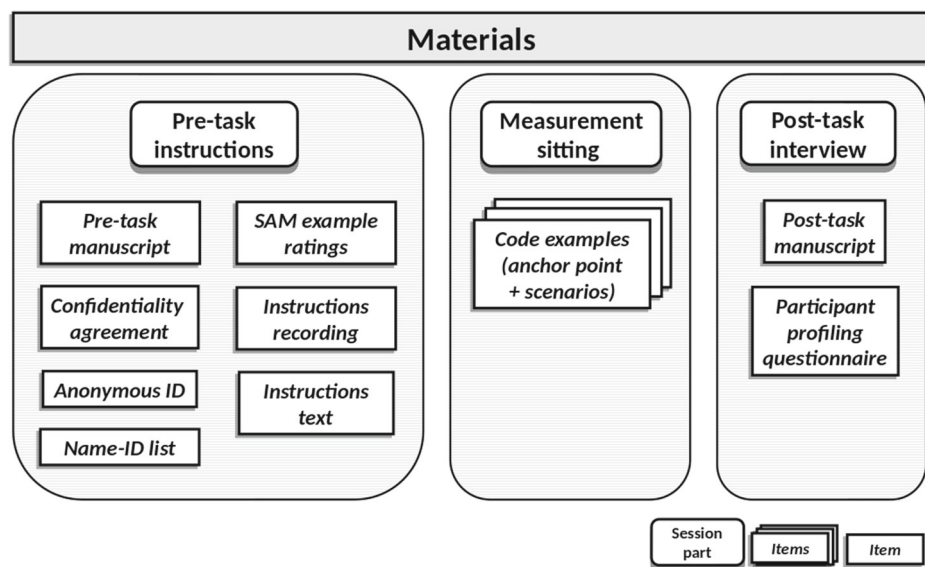 Materials
Pre-task
instructions
Pre-task
manuscript
Confidentiality
agreement
Anonymous ID
Name-ID list
SAM example
ratings
Instructions
recording
Instructions
text
Measurement
sitting
Code examples
(anchor point
+ scenarios)
Post-task
interview
Post-task
manuscript
Participant
profiling
questionnaire
Session
part
Items
Item